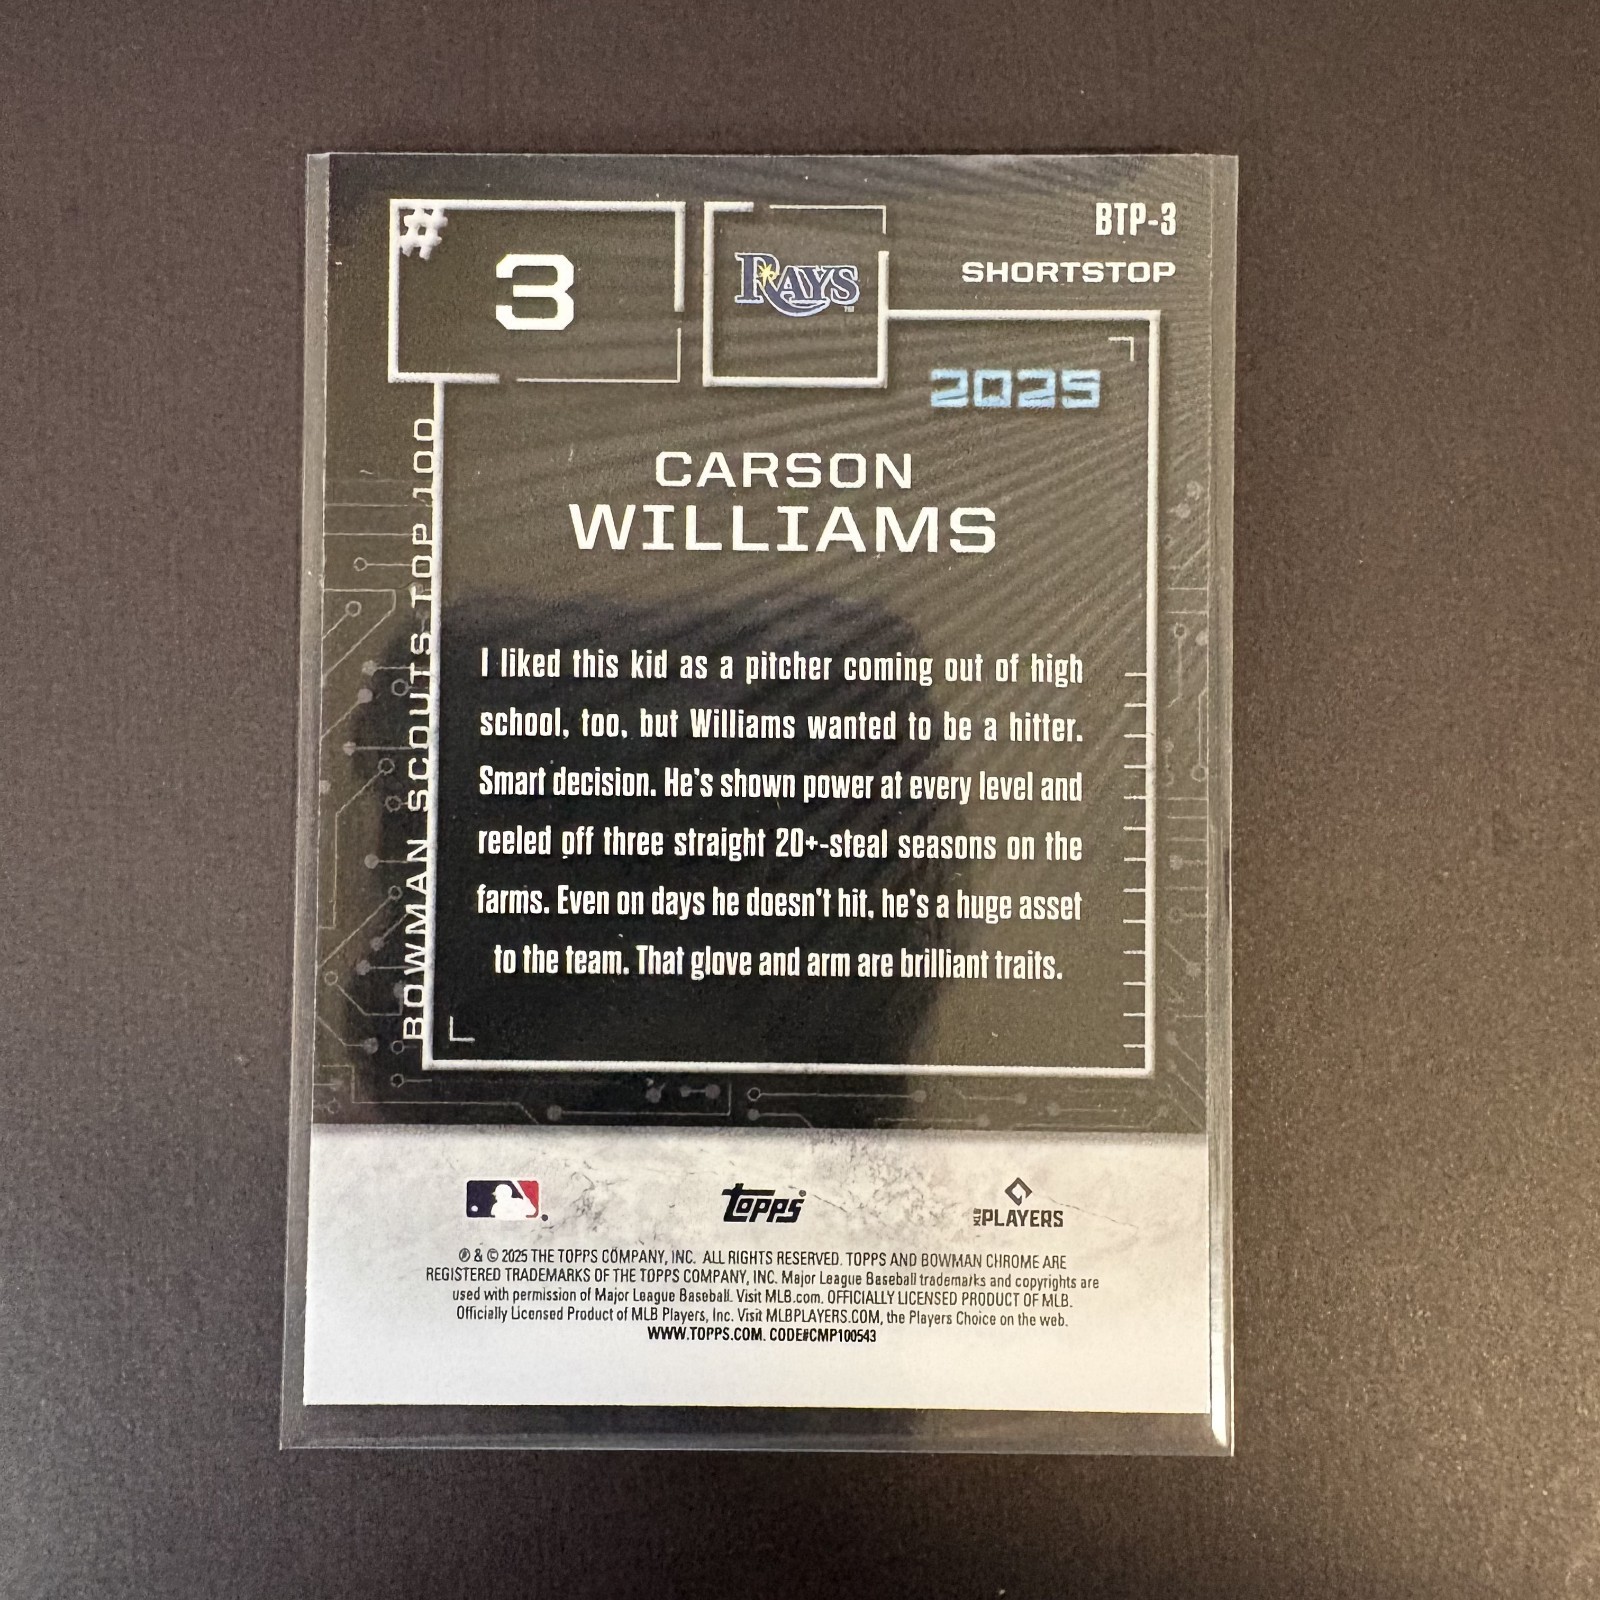 #
3
RAYS
TM
BTP-3
SHORTSTOP
2025
BOWMAN SCOUTS TOP 100
CARSON
WILLIAMS
I liked this kid as a pitcher coming out of high
school, too, but Williams wanted to be a hitter.
Smart decision. He's shown power at every level and
reeled off three straight 20+-steal seasons on the
farms. Even on days he doesn't hit, he's a huge asset
to the team. That glove and arm are brilliant traits.
topps®
MLB PLAYERS
℗ & © 2025 THE TOPPS COMPANY, INC. ALL RIGHTS RESERVED. TOPPS AND BOWMAN CHROME ARE
REGISTERED TRADEMARKS OF THE TOPPS COMPANY, INC. Major League Baseball trademarks and copyrights are
used with permission of Major League Baseball. Visit MLB.com. OFFICIALLY LICENSED PRODUCT OF MLB.
Officially Licensed Product of MLB Players, Inc. Visit MLBPLAYERS.COM, the Players Choice on the web.
WWW.TOPPS.COM. CODE#CMP100543